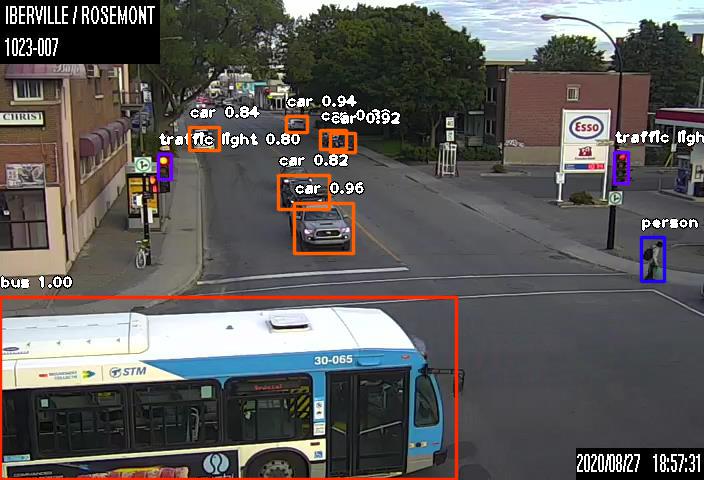 IBERVILLE / ROSEMONT
1023-007
CHRIST
car 0.94
car 0.84
car 0.92
traffic light 0.80
traffic ligh
car 0.82
car 0.96
Esso
person
bus 1.00
30-065
STM
2020/08/27 18:57:31